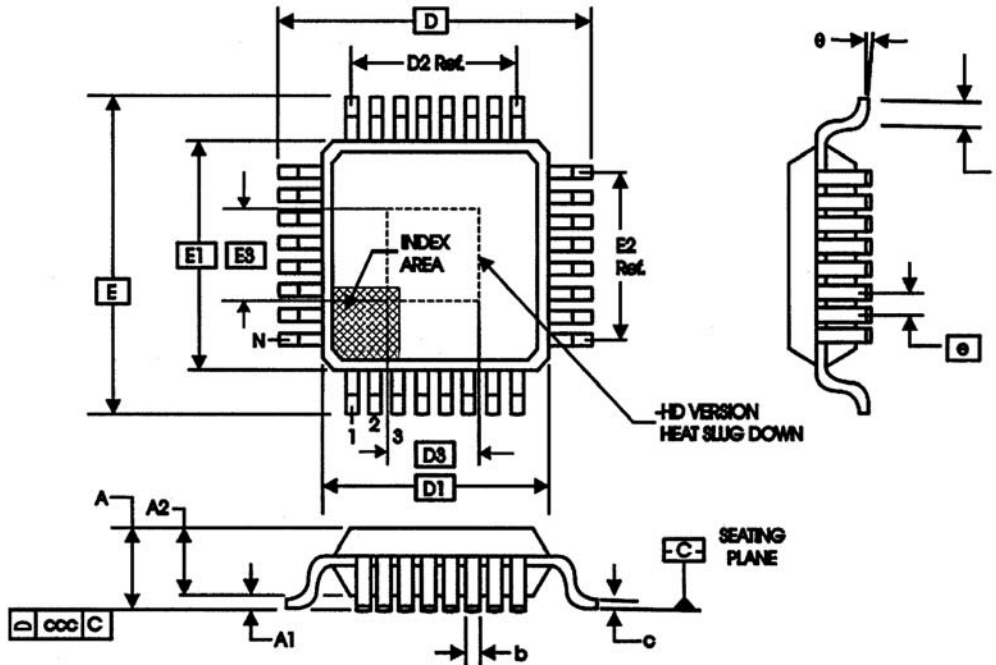 D
D2 Ref.
θ
E
E1
E3
INDEX
AREA
E2
Ref.
N
e
1
2
3
D3
D1
-HD VERSION
HEAT SLUG DOWN
A
A2
C
SEATING
PLANE
ccc C
A1
b
c